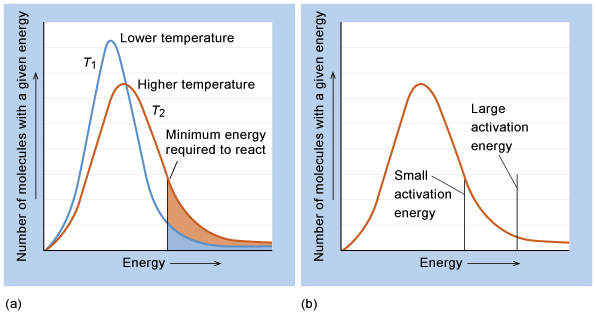 Number of molecules with a given energy
Lower temperature
T1
Higher temperature
T2
Minimum energy
required to react
Energy
(a)
Number of molecules with a given energy
Large
activation
energy
Small
activation
energy
Energy
(b)